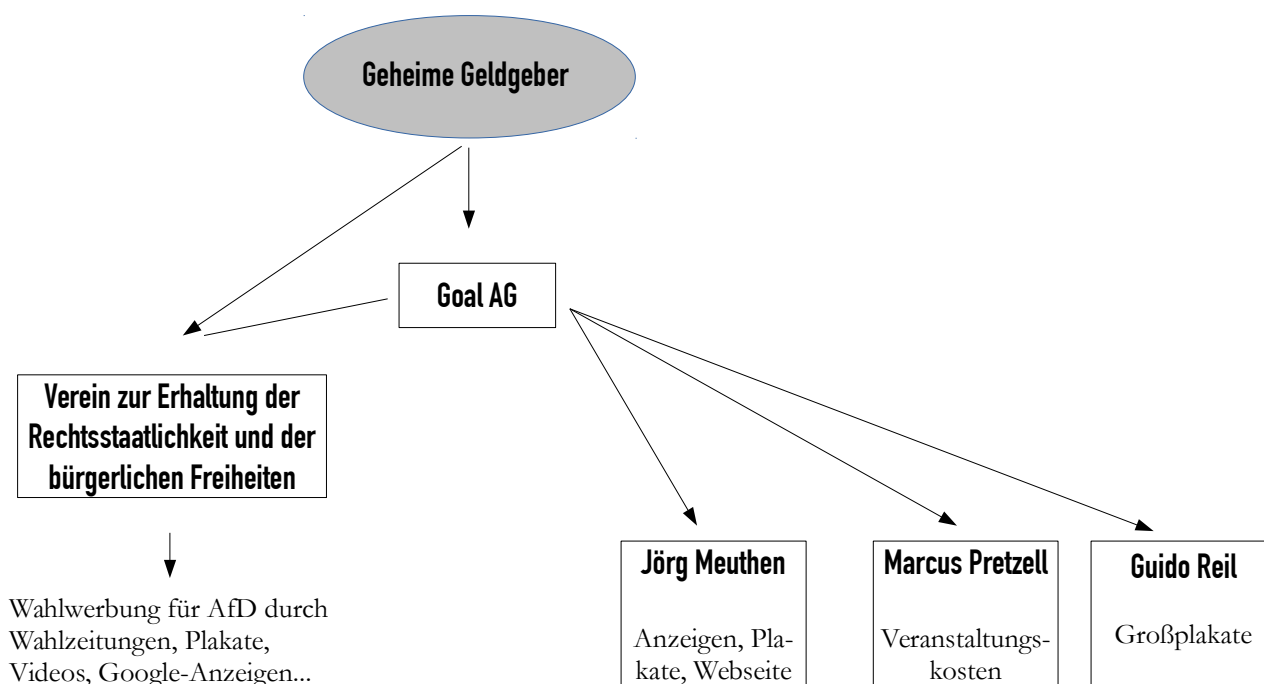 Geheime Geldgeber
Goal AG
Verein zur Erhaltung der
Rechtsstaatlichkeit und der
bürgerlichen Freiheiten
Wahlwerbung für AfD durch
Wahlzeitungen, Plakate,
Videos, Google-Anzeigen...
Jörg Meuthen
Anzeigen, Pla-
kate, Webseite
Marcus Pretzell
Veranstaltungs-
kosten
Guido Reil
Großplakate